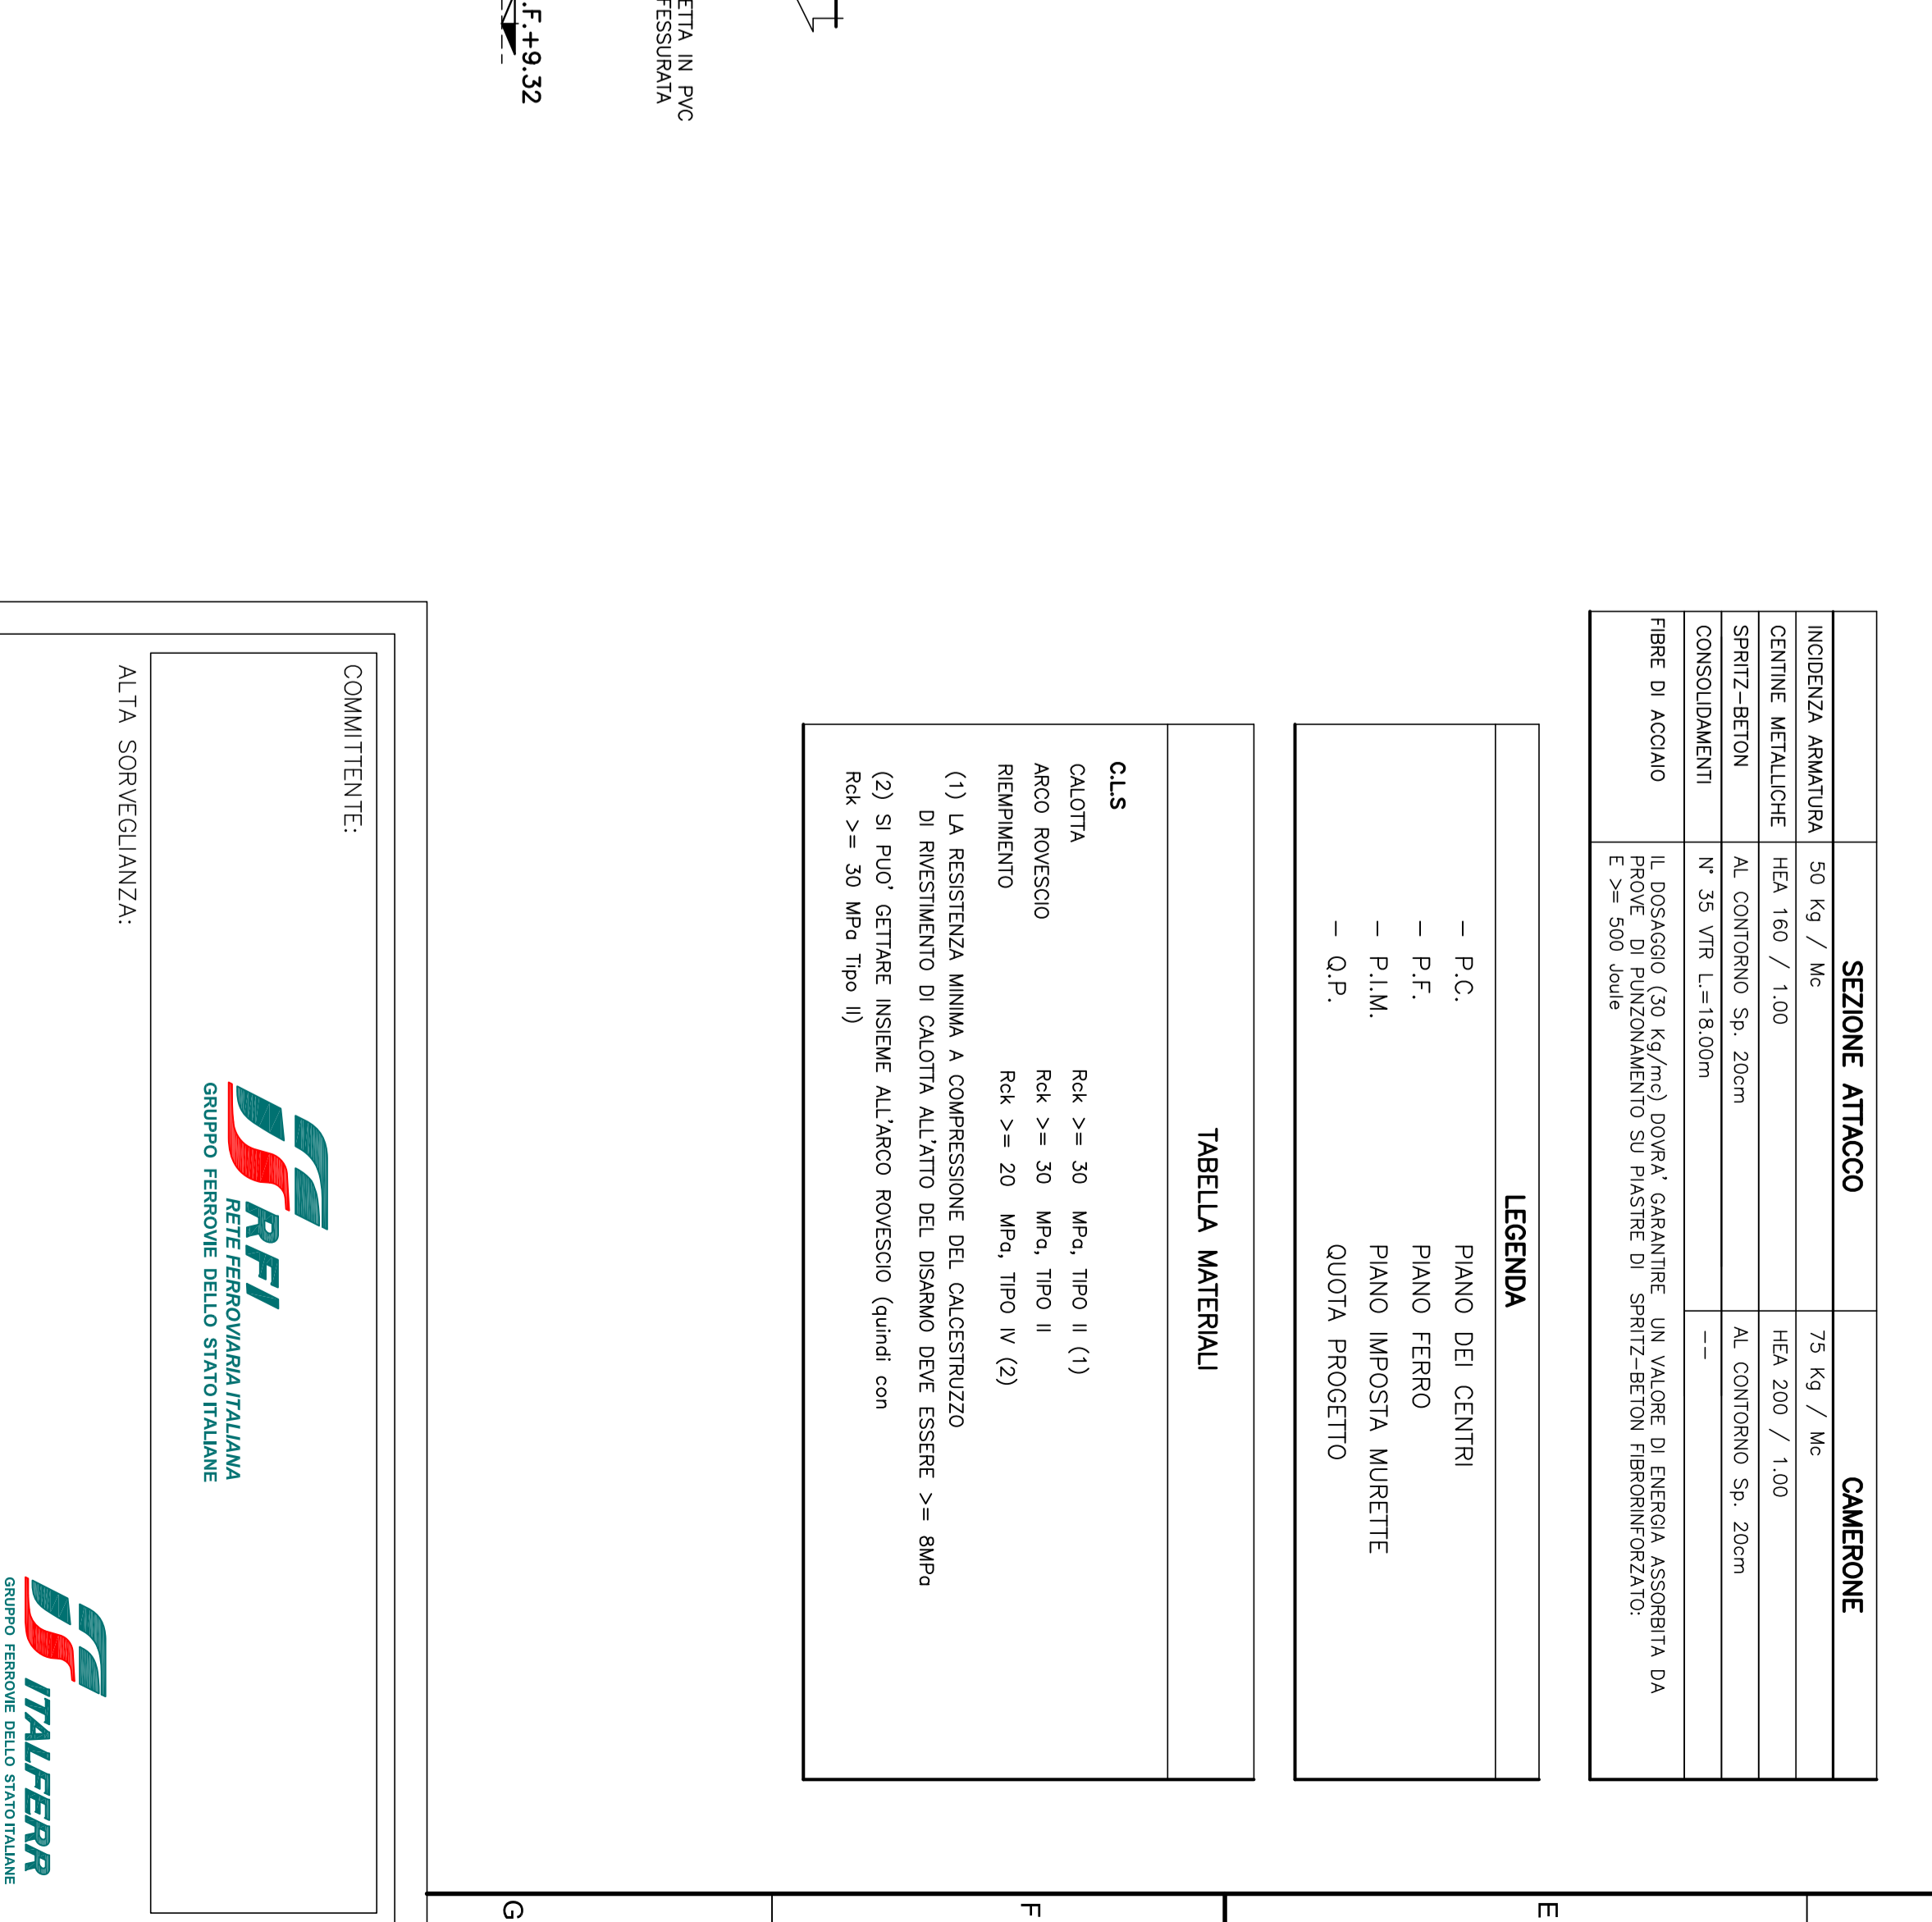 SEZIONE ATTACCO CAMERONE
INCIDENZA ARMATURA 50 Kg / Mc 75 Kg / Mc
CENTINE METALLICHE HEA 160 / 1.00 HEA 200 / 1.00
SPRITZ-BETON AL CONTORNO Sp. 20cm AL CONTORNO Sp. 20cm
CONSOLIDAMENTI N° 35 VTR L.=18.00m --
FIBRE DI ACCIAIO IL DOSAGGIO (30 Kg/mc) DOVRA' GARANTIRE UN VALORE DI ENERGIA ASSORBITA DA
PROVE DI PUNZONAMENTO SU PIASTRE DI SPRITZ-BETON FIBRORINFORZATO:
E >= 500 Joule
LEGENDA
- P.C. PIANO DEI CENTRI
- P.F. PIANO FERRO
- P.I.M. PIANO IMPOSTA MURETTE
- Q.P. QUOTA PROGETTO
TABELLA MATERIALI
C.L.S
CALOTTA Rck >= 30 MPa, TIPO II (1)
ARCO ROVESCIO Rck >= 30 MPa, TIPO II
RIEMPIMENTO Rck >= 20 MPa, TIPO IV (2)
(1) LA RESISTENZA MINIMA A COMPRESSIONE DEL CALCESTRUZZO
DI RIVESTIMENTO DI CALOTTA ALL'ATTO DEL DISARMO DEVE ESSERE >= 8MPa
(2) SI PUO' GETTARE INSIEME ALL'ARCO ROVESCIO (quindi con
Rck >= 30 MPa Tipo II)
ETTA IN PVC
FESSURATA
.F.+9.32
COMMITTENTE:
RFI
RETE FERROVIARIA ITALIANA
GRUPPO FERROVIE DELLO STATO ITALIANE
ALTA SORVEGLIANZA:
ITALFERR
GRUPPO FERROVIE DELLO STATO ITALIANE
E
F
G